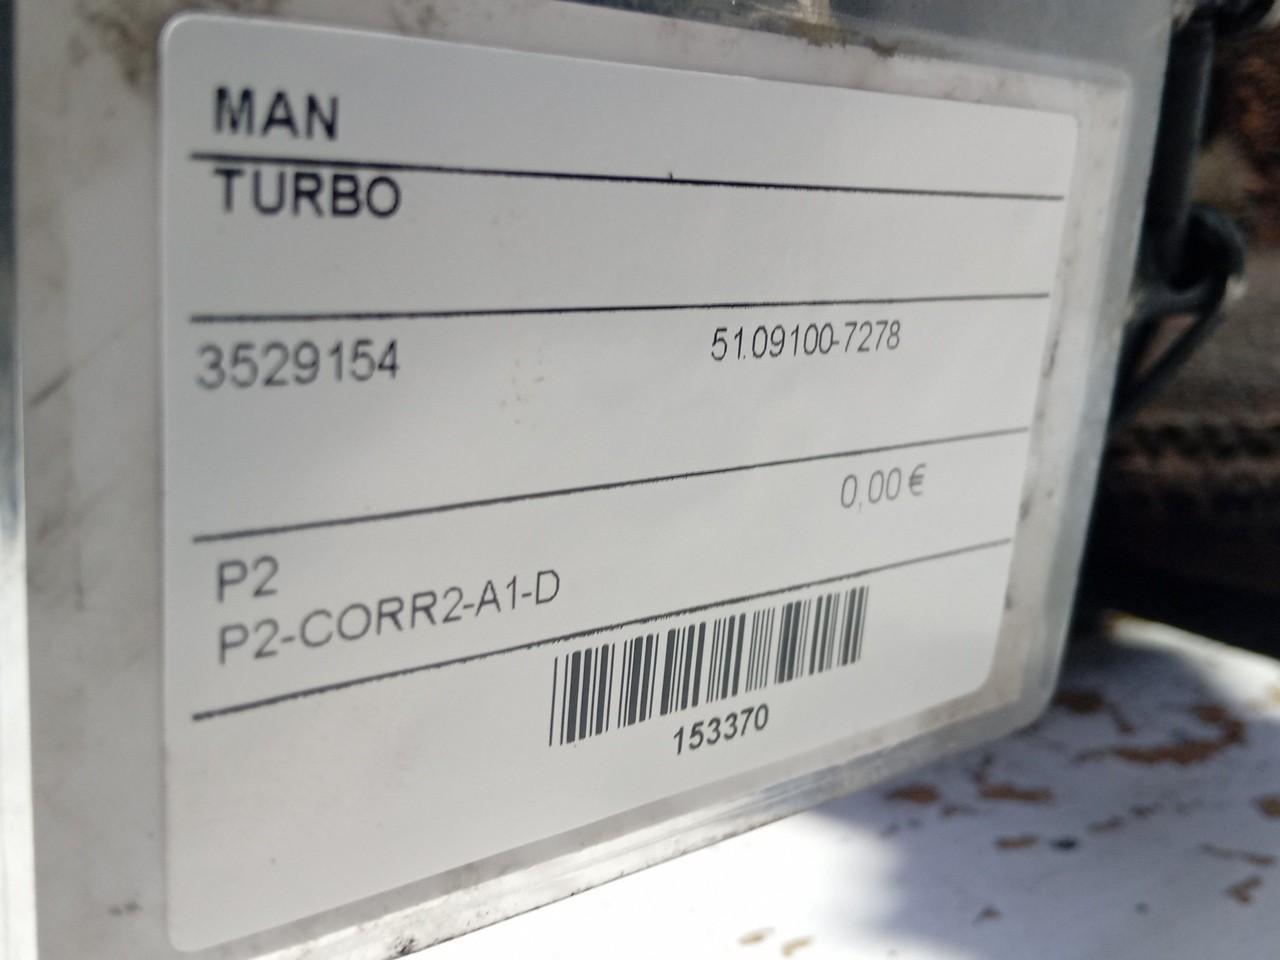 MAN
TURBO
3529154 51.09100-7278
0,00 €
P2
P2-CORR2-A1-D
153370